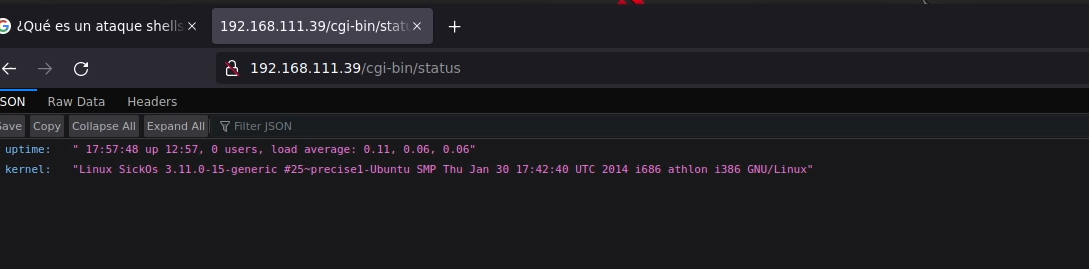 ¿Qué es un ataque shells
192.168.111.39/cgi-bin/statu
192.168.111.39/cgi-bin/status
JSON Raw Data Headers
Save Copy Collapse All Expand All Filter JSON
uptime: " 17:57:48 up 12:57, 0 users, load average: 0.11, 0.06, 0.06"
kernel: "Linux SickOs 3.11.0-15-generic #25~precise1-Ubuntu SMP Thu Jan 30 17:42:40 UTC 2014 i686 athlon i386 GNU/Linux"